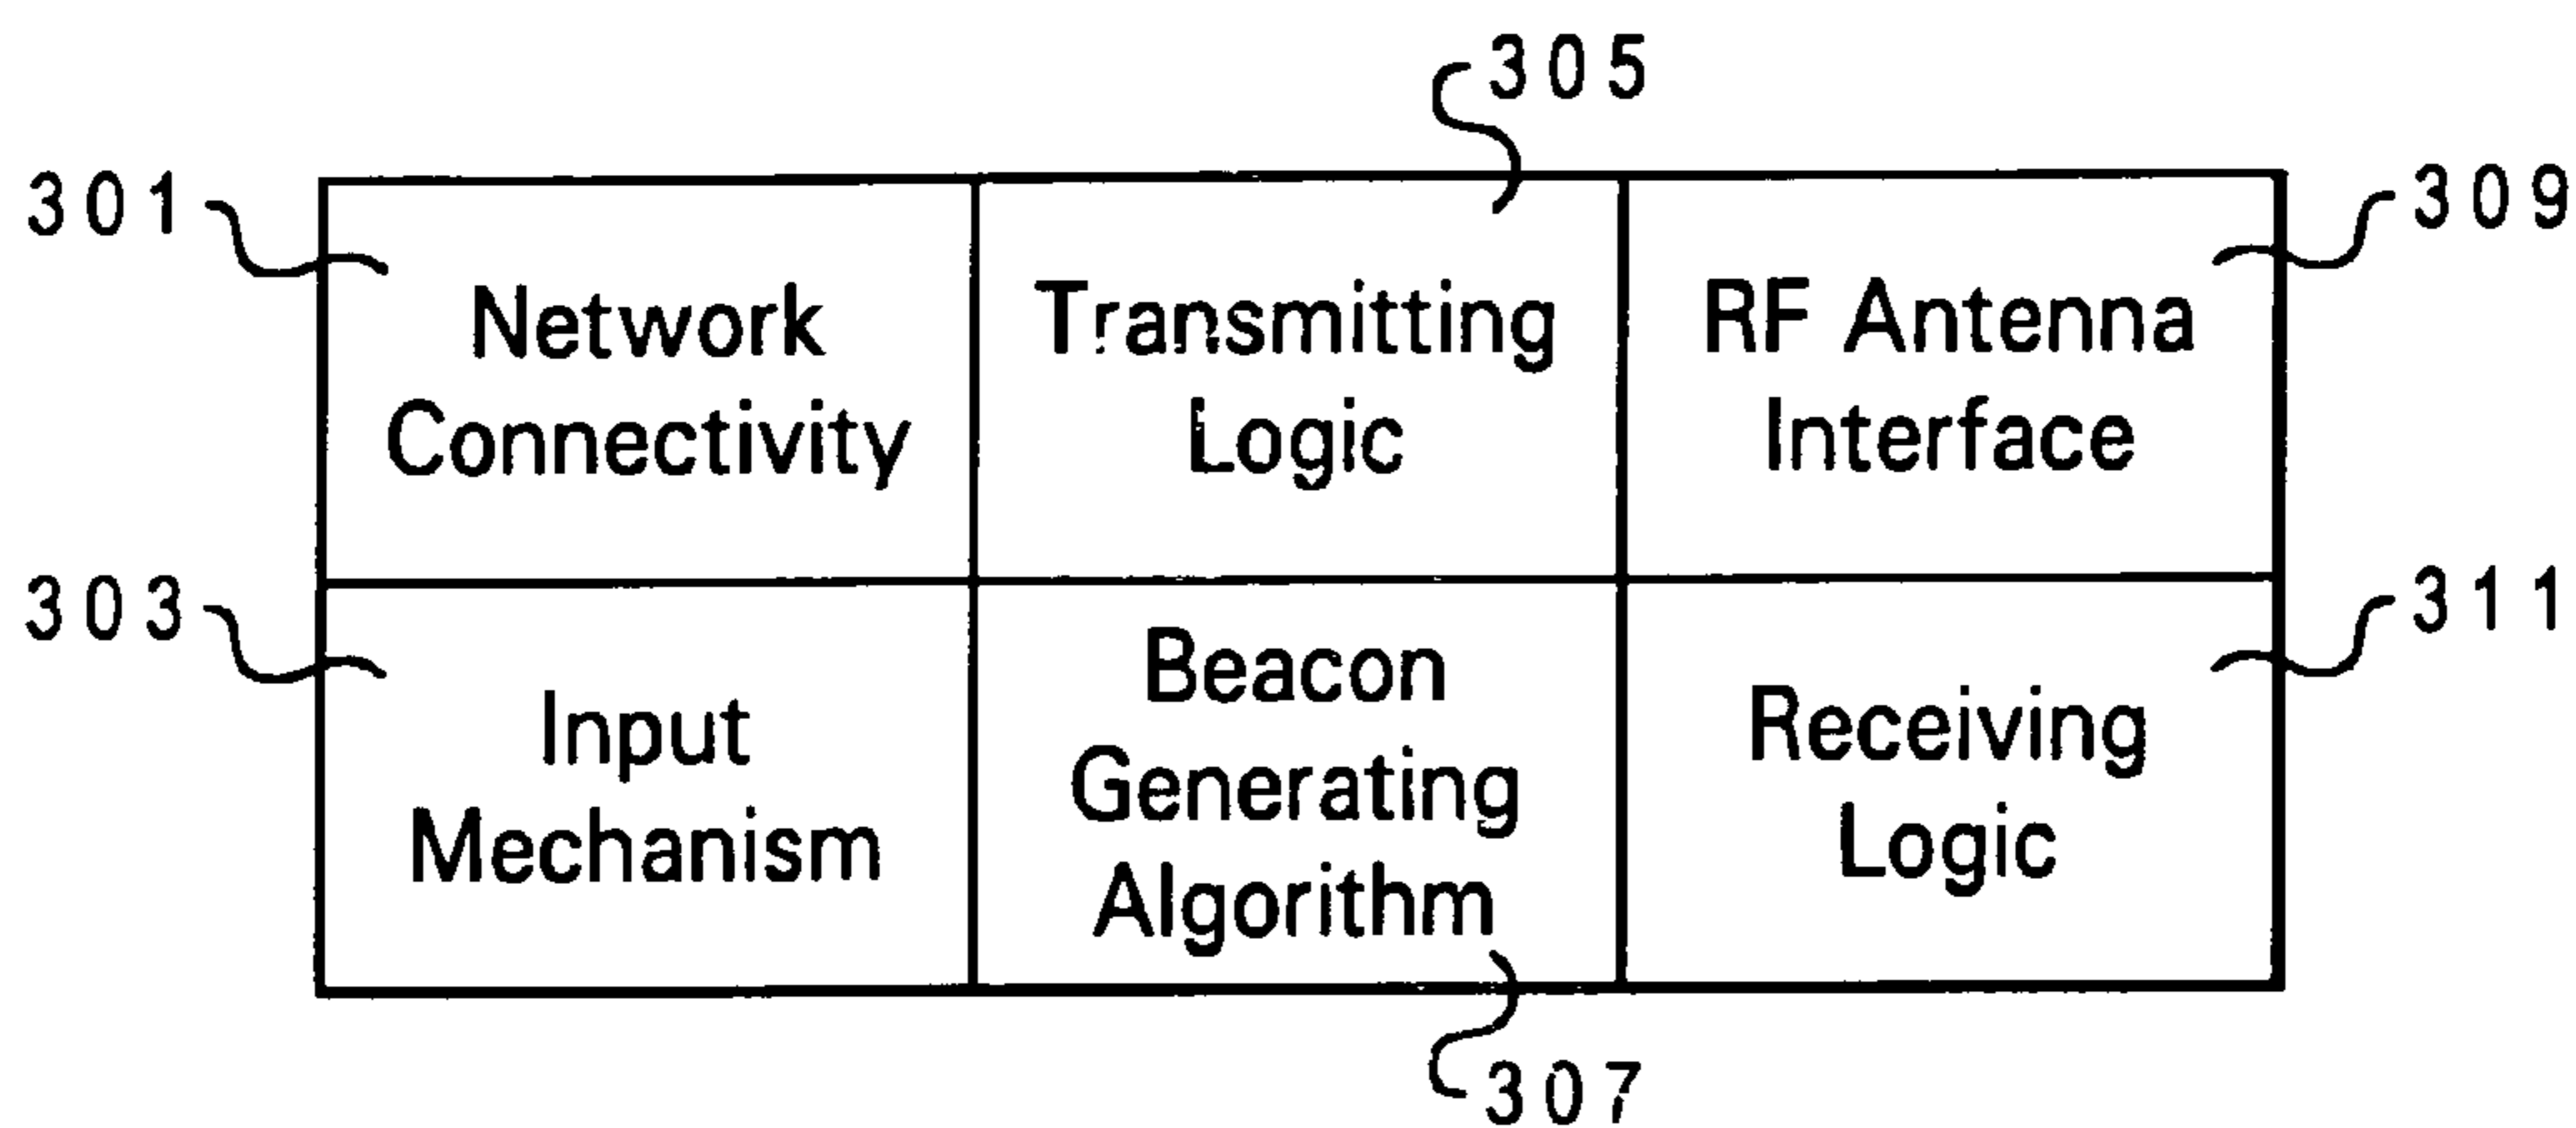 305
301
309
Network
Connectivity
Transmitting
Logic
RF Antenna
Interface
303
311
Input
Mechanism
Beacon
Generating
Algorithm
Receiving
Logic
307